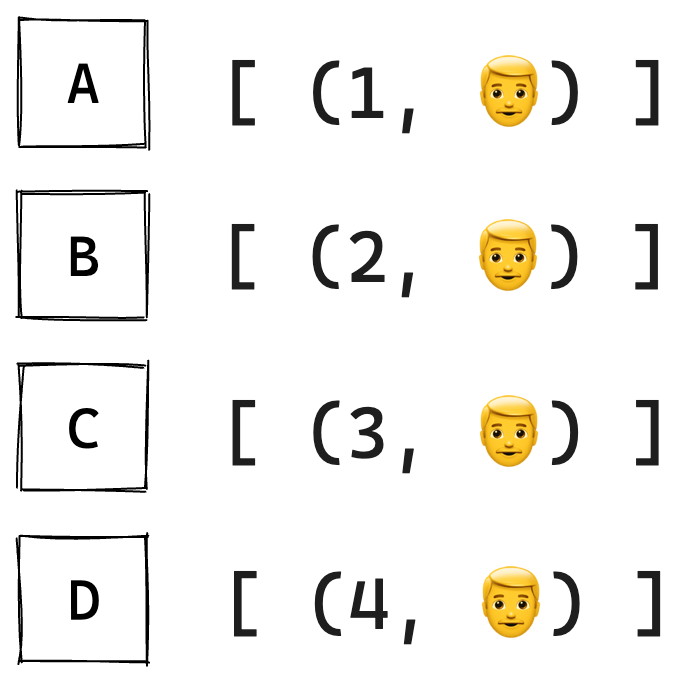 A [ (1, 👨) ]
B [ (2, 👨) ]
C [ (3, 👨) ]
D [ (4, 👨) ]